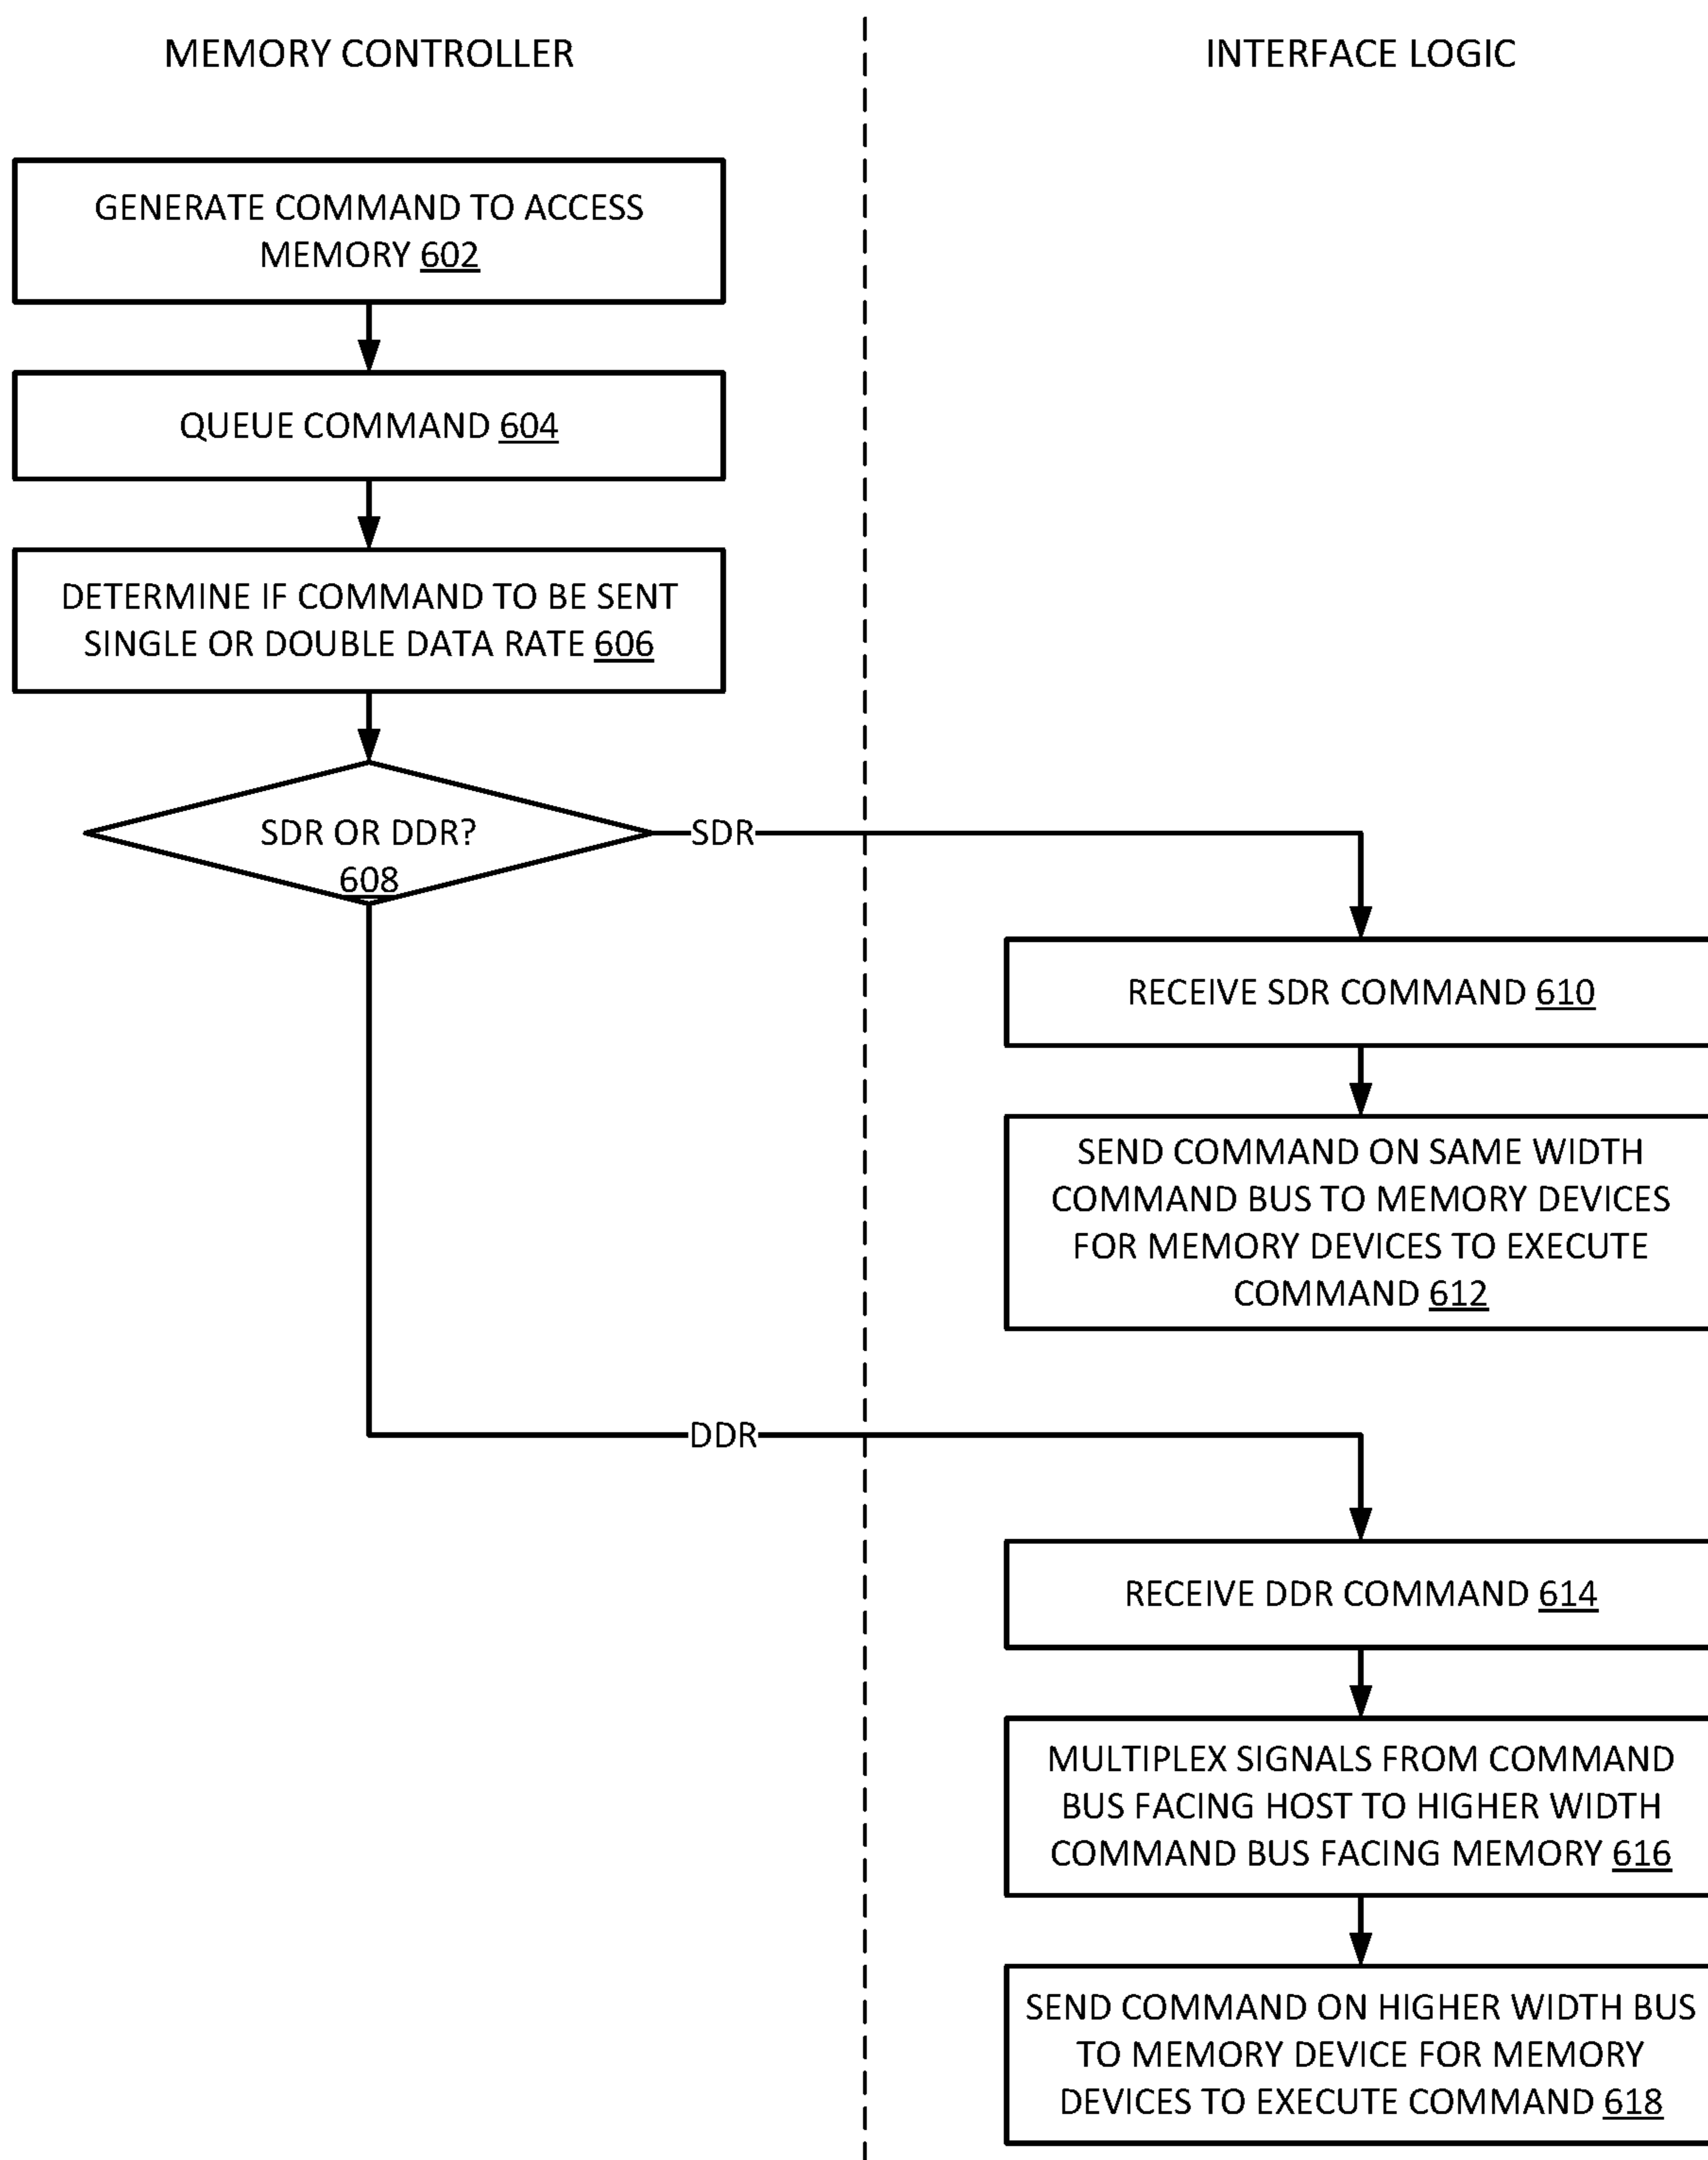 MEMORY CONTROLLER
INTERFACE LOGIC
GENERATE COMMAND TO ACCESS
MEMORY 602
QUEUE COMMAND 604
DETERMINE IF COMMAND TO BE SENT
SINGLE OR DOUBLE DATA RATE 606
SDR OR DDR?
608
SDR
RECEIVE SDR COMMAND 610
SEND COMMAND ON SAME WIDTH
COMMAND BUS TO MEMORY DEVICES
FOR MEMORY DEVICES TO EXECUTE
COMMAND 612
DDR
RECEIVE DDR COMMAND 614
MULTIPLEX SIGNALS FROM COMMAND
BUS FACING HOST TO HIGHER WIDTH
COMMAND BUS FACING MEMORY 616
SEND COMMAND ON HIGHER WIDTH BUS
TO MEMORY DEVICE FOR MEMORY
DEVICES TO EXECUTE COMMAND 618